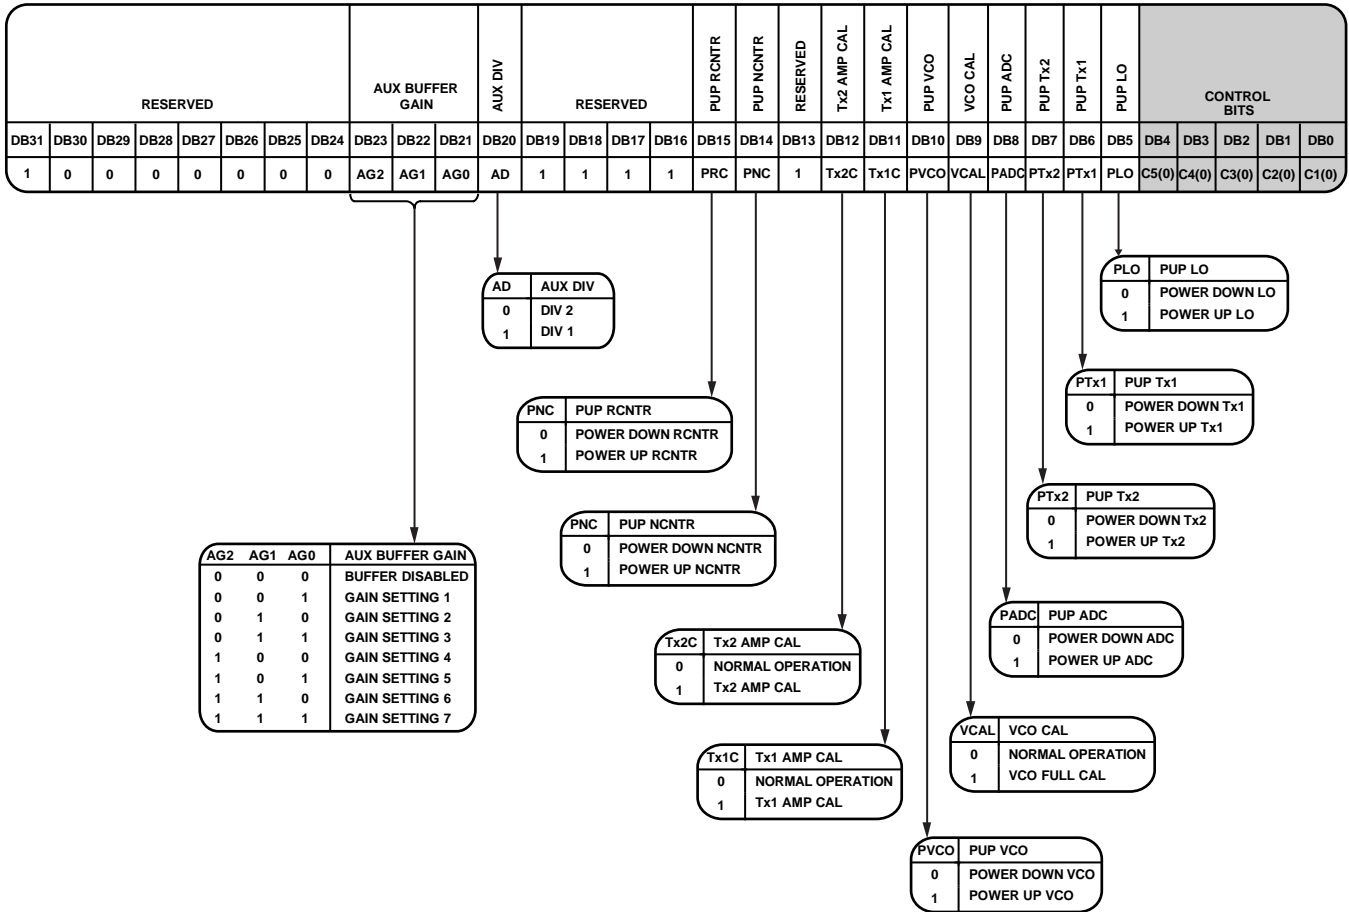 RESERVED
AUX BUFFER
GAIN
AUX DIV
RESERVED
PUP RCNTR
PUP NCNTR
RESERVED
Tx2 AMP CAL
Tx1 AMP CAL
PUP VCO
VCO CAL
PUP ADC
PUP Tx2
PUP Tx1
PUP LO
CONTROL
BITS
DB31 DB30 DB29 DB28 DB27 DB26 DB25 DB24 DB23 DB22 DB21 DB20 DB19 DB18 DB17 DB16 DB15 DB14 DB13 DB12 DB11 DB10 DB9 DB8 DB7 DB6 DB5 DB4 DB3 DB2 DB1 DB0
1 0 0 0 0 0 0 0 AG2 AG1 AG0 AD 1 1 1 1 PRC PNC 1 Tx2C Tx1C PVCO VCAL PADC PTx2 PTx1 PLO C5(0) C4(0) C3(0) C2(0) C1(0)
PLO PUP LO
0 POWER DOWN LO
1 POWER UP LO
AD AUX DIV
0 DIV 2
1 DIV 1
PTx1 PUP Tx1
0 POWER DOWN Tx1
1 POWER UP Tx1
PNC PUP RCNTR
0 POWER DOWN RCNTR
1 POWER UP RCNTR
PTx2 PUP Tx2
0 POWER DOWN Tx2
1 POWER UP Tx2
PNC PUP NCNTR
0 POWER DOWN NCNTR
1 POWER UP NCNTR
AG2 AG1 AG0 AUX BUFFER GAIN
0 0 0 BUFFER DISABLED
0 0 1 GAIN SETTING 1
0 1 0 GAIN SETTING 2
0 1 1 GAIN SETTING 3
1 0 0 GAIN SETTING 4
1 0 1 GAIN SETTING 5
1 1 0 GAIN SETTING 6
1 1 1 GAIN SETTING 7
PADC PUP ADC
0 POWER DOWN ADC
1 POWER UP ADC
Tx2C Tx2 AMP CAL
0 NORMAL OPERATION
1 Tx2 AMP CAL
VCAL VCO CAL
0 NORMAL OPERATION
1 VCO FULL CAL
Tx1C Tx1 AMP CAL
0 NORMAL OPERATION
1 Tx1 AMP CAL
PVCO PUP VCO
0 POWER DOWN VCO
1 POWER UP VCO